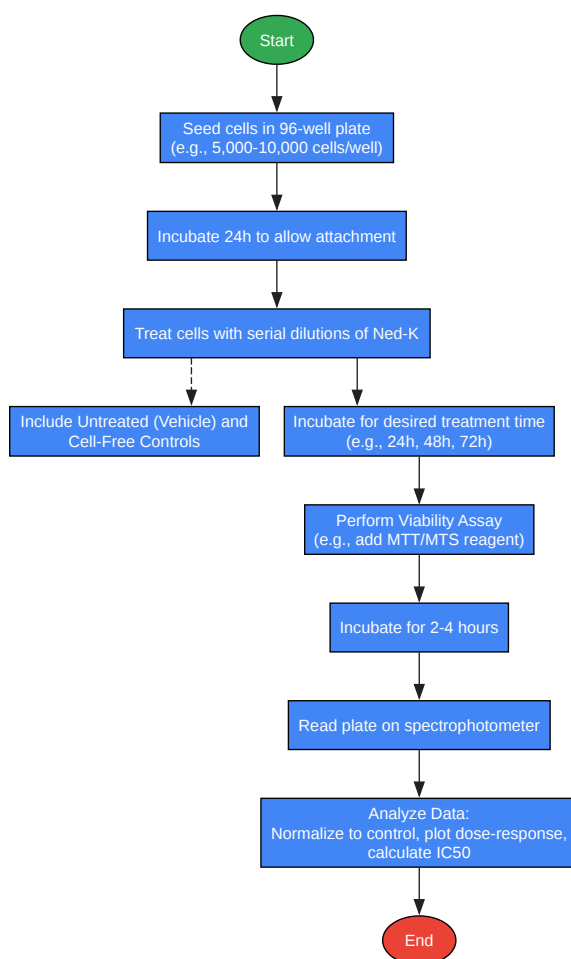 Start
Seed cells in 96-well plate
(e.g., 5,000-10,000 cells/well)
Incubate 24h to allow attachment
Treat cells with serial dilutions of Ned-K
Include Untreated (Vehicle) and
Cell-Free Controls
Incubate for desired treatment time
(e.g., 24h, 48h, 72h)
Perform Viability Assay
(e.g., add MTT/MTS reagent)
Incubate for 2-4 hours
Read plate on spectrophotometer
Analyze Data:
Normalize to control, plot dose-response,
calculate IC50
End